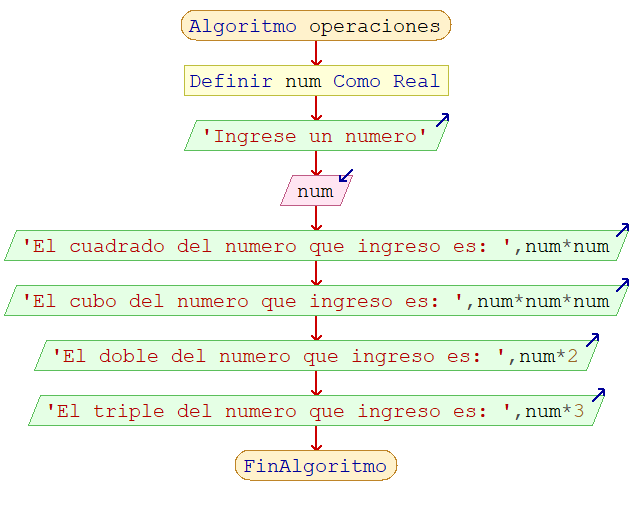 Algoritmo operaciones
Definir num Como Real
'Ingrese un numero'
num
'El cuadrado del numero que ingreso es: ',num*num
'El cubo del numero que ingreso es: ',num*num*num
'El doble del numero que ingreso es: ',num*2
'El triple del numero que ingreso es: ',num*3
FinAlgoritmo